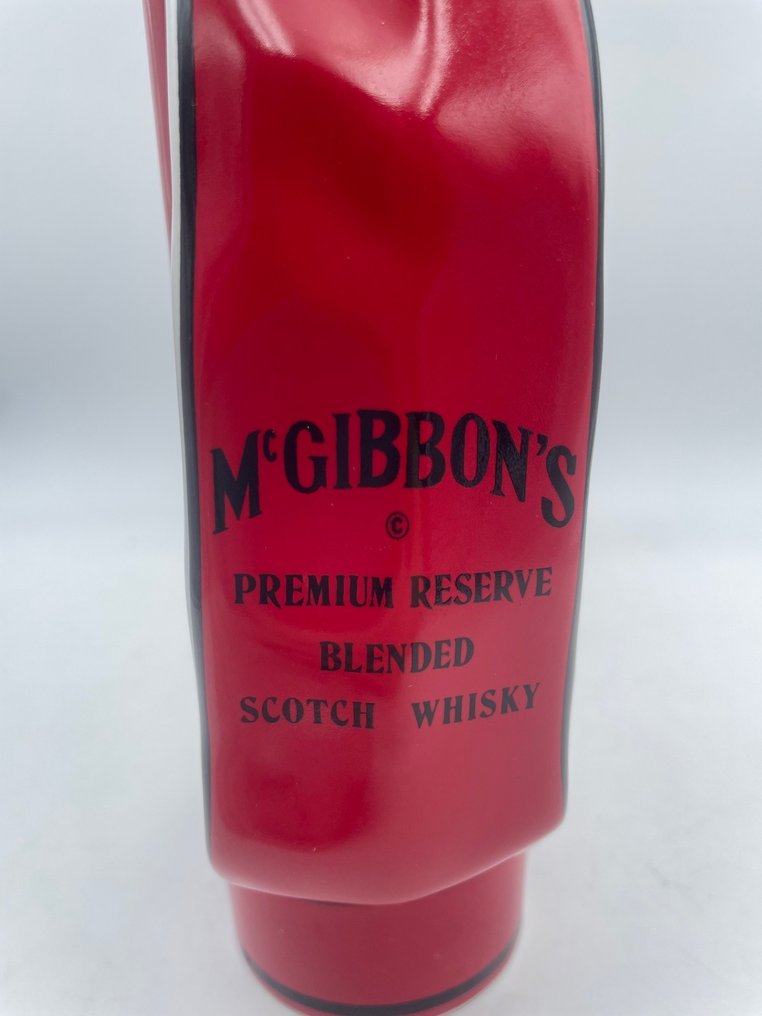 McGIBBON'S
©
PREMIUM RESERVE
BLENDED
SCOTCH WHISKY